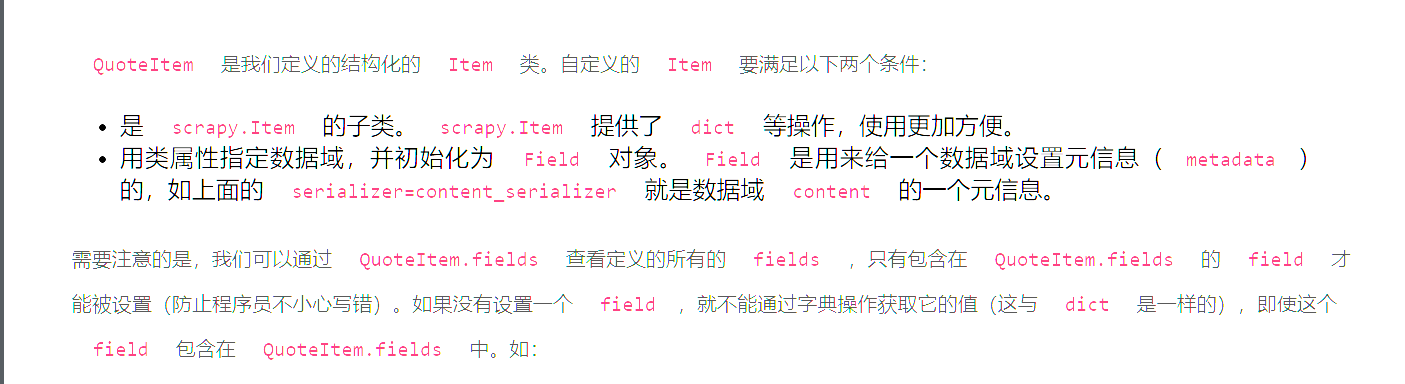 QuoteItem 是我们定义的结构化的 Item 类。自定义的 Item 要满足以下两个条件：
• 是 scrapy.Item 的子类。 scrapy.Item 提供了 dict 等操作，使用更加方便。
• 用类属性指定数据域，并初始化为 Field 对象。 Field 是用来给一个数据域设置元信息（ metadata ）
的，如上面的 serializer=content_serializer 就是数据域 content 的一个元信息。
需要注意的是，我们可以通过 QuoteItem.fields 查看定义的所有的 fields ，只有包含在 QuoteItem.fields 的 field 才
能被设置（防止程序员不小心写错）。如果没有设置一个 field ，就不能通过字典操作获取它的值（这与 dict 是一样的），即使这个
field 包含在 QuoteItem.fields 中。如：